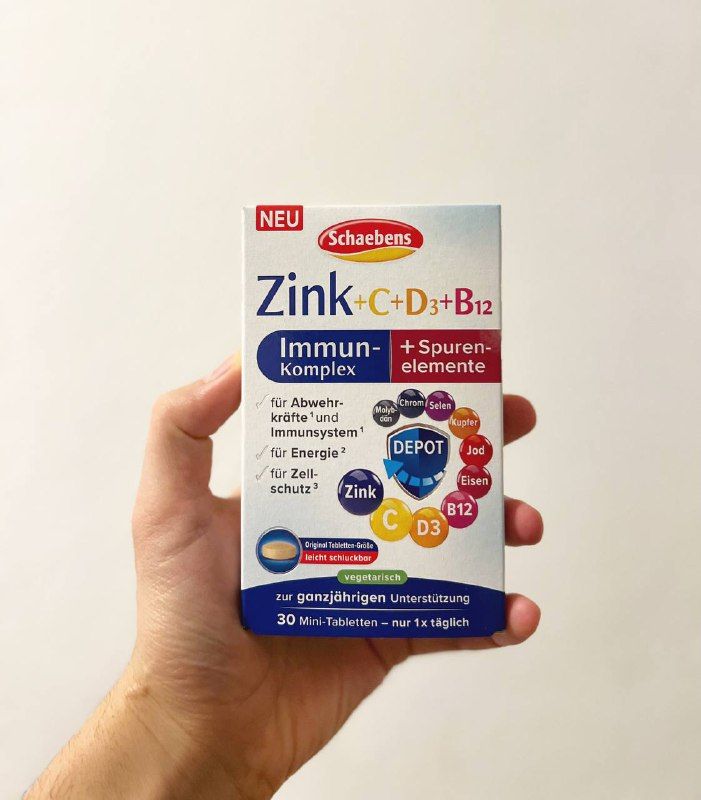 NEU
Schaebens
Zink+C+D3+B12
Immun-
Komplex
+ Spuren-
elemente
für Abwehr-
kräfte¹ und
Immunsystem¹
für Energie²
für Zell-
schutz³
Molyb-
dän
Chrom
Selen
Kupfer
Jod
Eisen
B12
D3
C
Zink
DEPOT
Original Tabletten-Größe
leicht schluckbar
vegetarisch
zur ganzjährigen Unterstützung
30 Mini-Tabletten – nur 1x täglich